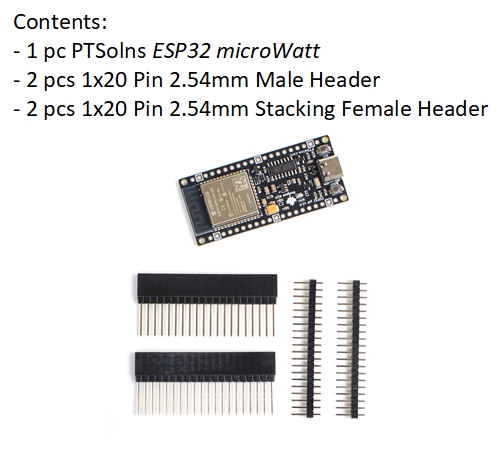 Contents:
- 1 pc PTSolns ESP32 microWatt
- 2 pcs 1x20 Pin 2.54mm Male Header
- 2 pcs 1x20 Pin 2.54mm Stacking Female Header